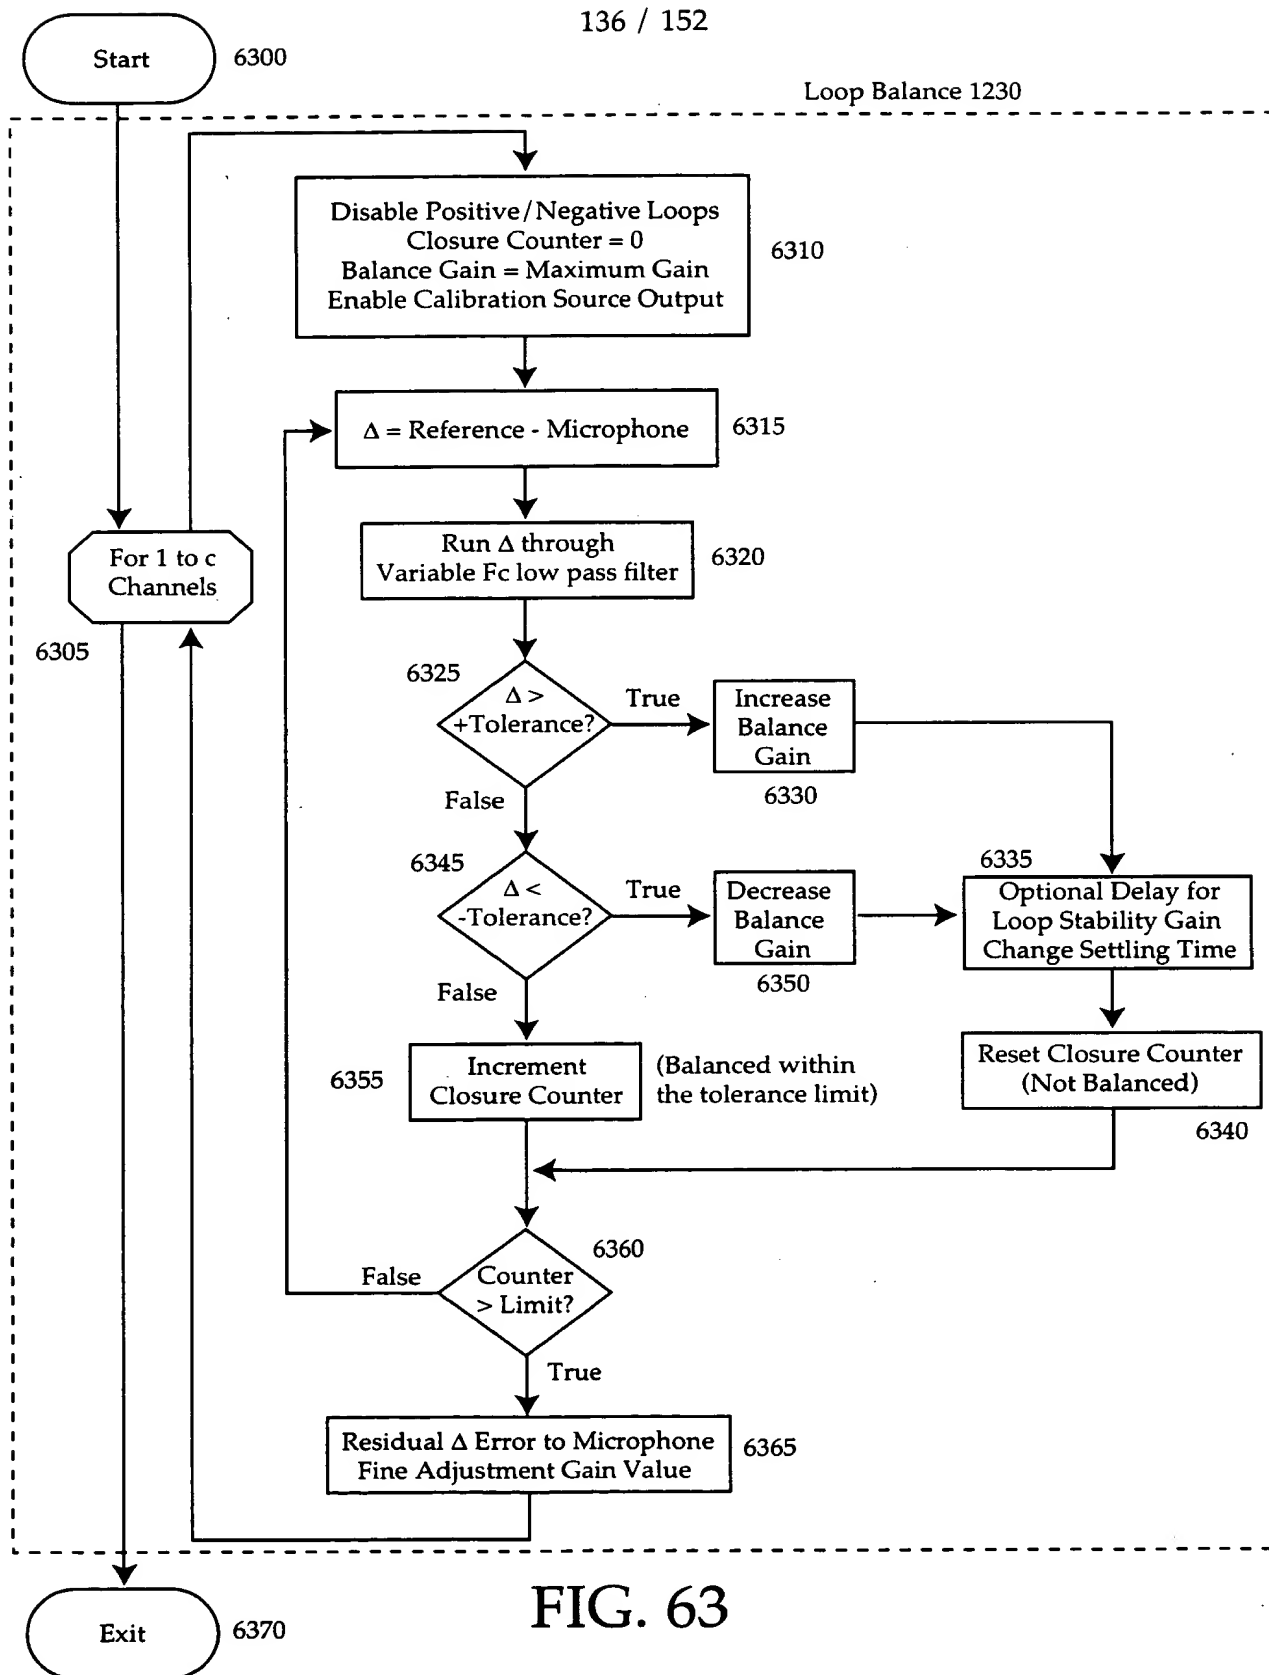 136 / 152
Start
6300
Loop Balance 1230
Disable Positive/Negative Loops
Closure Counter = 0
Balance Gain = Maximum Gain
Enable Calibration Source Output
6310
Δ = Reference - Microphone
6315
For 1 to c
Channels
6305
Run Δ through
Variable Fc low pass filter
6320
6325
Δ >
+Tolerance?
True
Increase
Balance
Gain
6330
False
6345
Δ <
-Tolerance?
True
Decrease
Balance
Gain
6350
6335
Optional Delay for
Loop Stability Gain
Change Settling Time
False
6355
Increment
Closure Counter
(Balanced within
the tolerance limit)
Reset Closure Counter
(Not Balanced)
6340
6360
Counter
> Limit?
False
True
Residual Δ Error to Microphone
Fine Adjustment Gain Value
6365
Exit
6370
FIG. 63